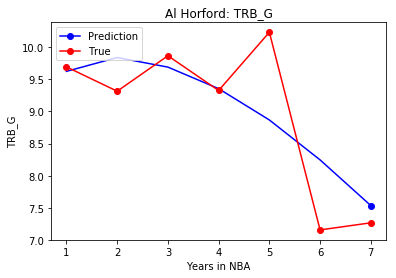 Al Horford: TRB_G
Prediction
True
10.0
9.5
9.0
8.5
8.0
7.5
7.0
TRB_G
1 2 3 4 5 6 7
Years in NBA